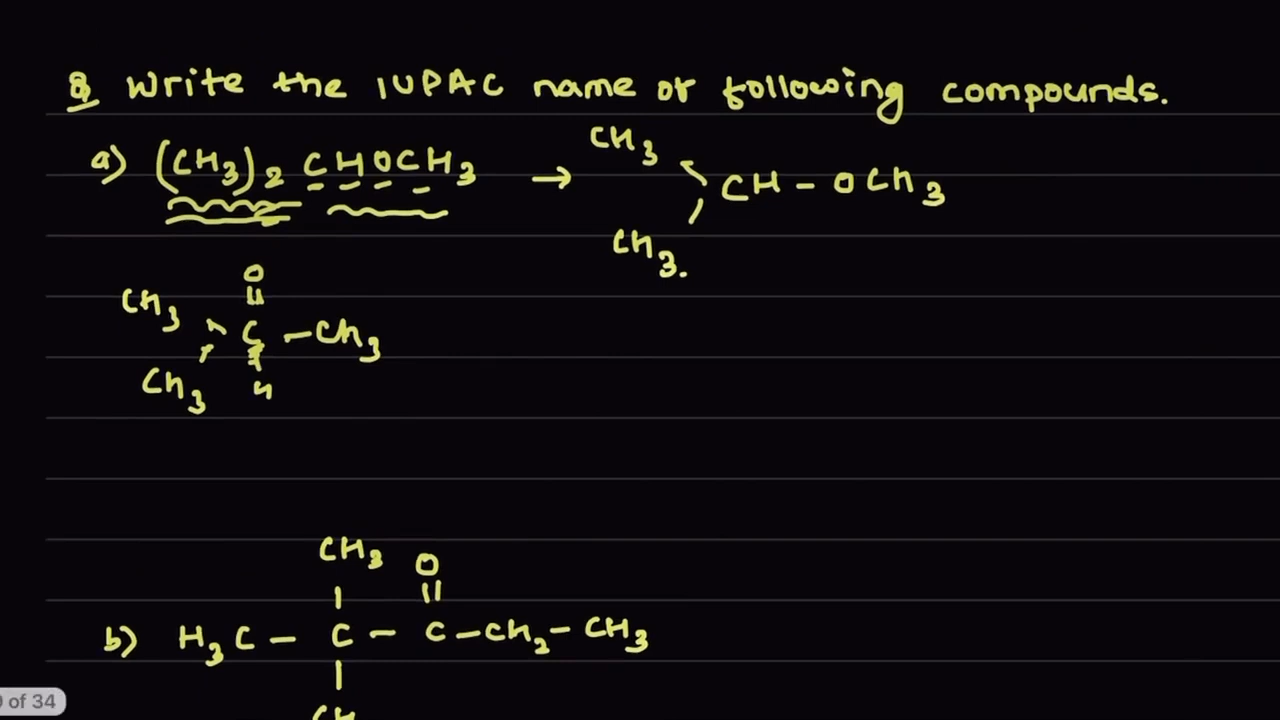 Q Write the IUPAC name of following compounds.
a) (CH3)2 CHOCH3 → CH3 CH - OCH3
CH3.
O
CH3 C - CH3
CH3 H
CH3 O
b) H3C - C - C - CH2 - CH3
CH
of 34